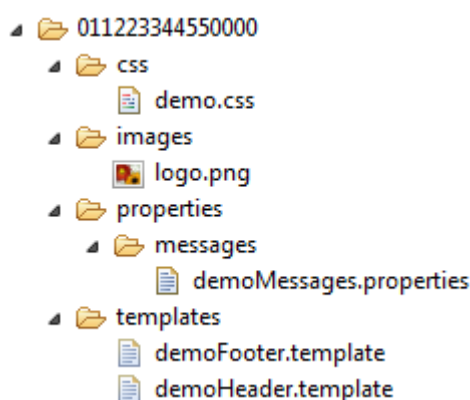 011223344550000
css
demo.css
images
logo.png
properties
messages
demoMessages.properties
templates
demoFooter.template
demoHeader.template